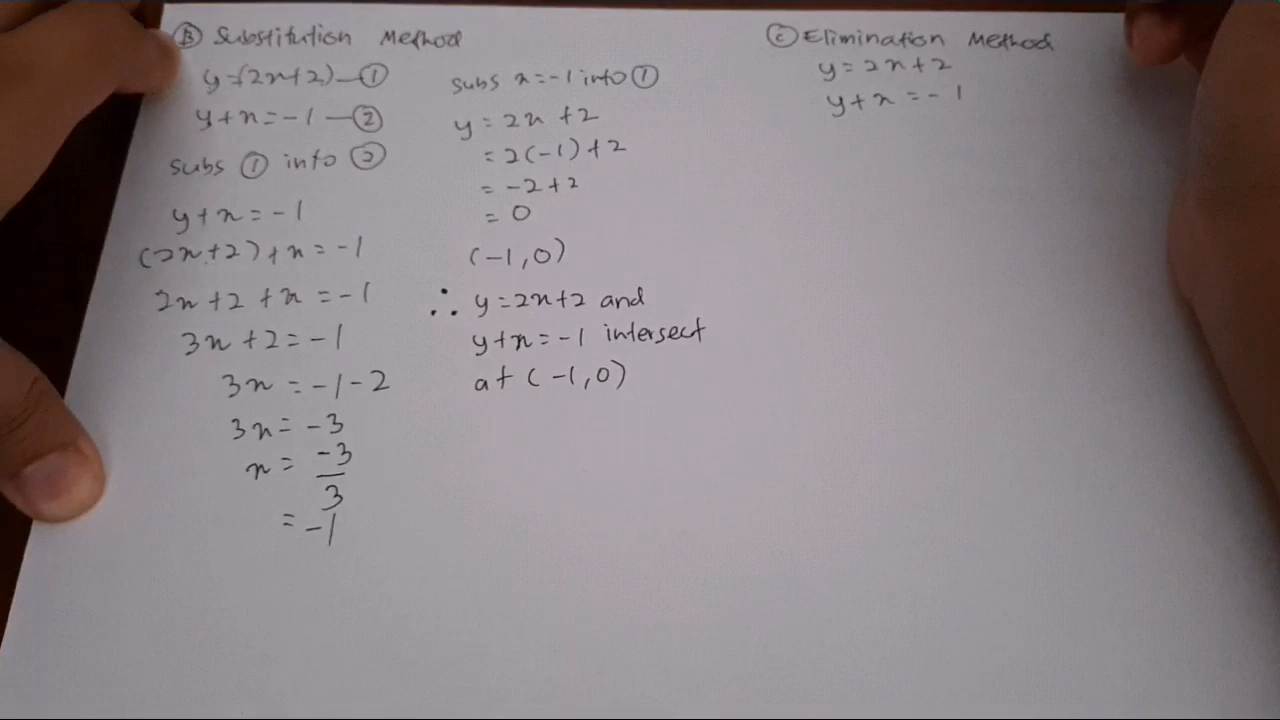 Ⓑ Substitution Method
y=(2x+2)—①
y+x=-1—②
subs ① into ②
y+x=-1
(2x+2)+x=-1
2x+2+x=-1
3x+2=-1
3x=-1-2
3x=-3
x=-3/3
=-1
subs x=-1 into ①
y=2x+2
=2(-1)+2
=-2+2
=0
(-1,0)
∴ y=2x+2 and
y+x=-1 intersect
at (-1,0)
Ⓒ Elimination Method
y=2x+2
y+x=-1